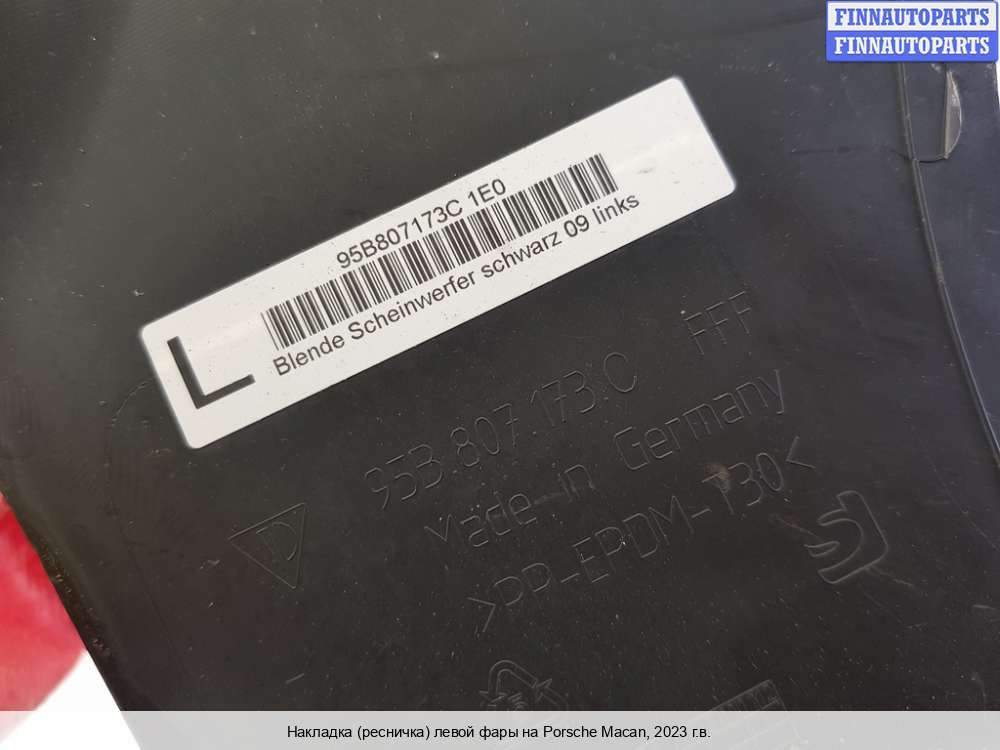 FINNAUTOPARTS
FINNAUTOPARTS
95B807173C 1E0
Blende Scheinwerfer schwarz 09 links
L
95B.807.173.C FFF
Made in Germany
>PP-EPDM-T30<
Накладка (ресничка) левой фары на Porsche Macan, 2023 г.в.